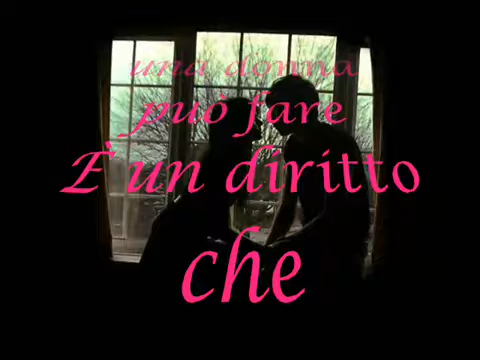 una donna
può fare
È un diritto
che